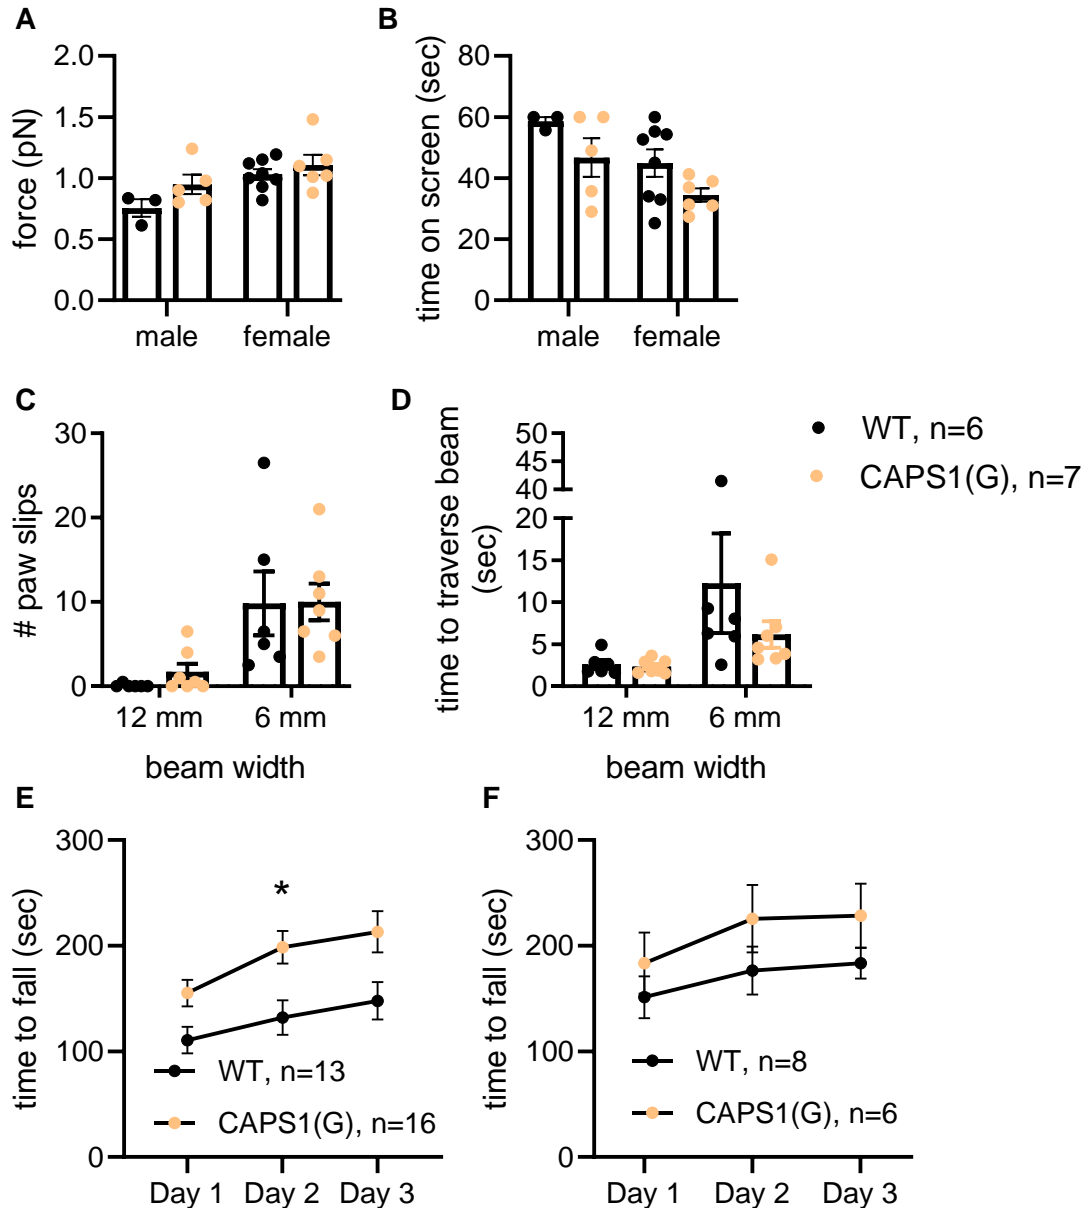 A
force (pN)
2.0
1.5
1.0
0.5
0.0
male
female
B
time on screen (sec)
80
60
40
20
0
male
female
C
# paw slips
30
20
10
0
12 mm
6 mm
beam width
D
time to traverse beam
(sec)
50
45
40
20
15
10
5
0
12 mm
6 mm
beam width
WT, n=6
CAPS1(G), n=7
E
time to fall (sec)
300
200
100
0
*
WT, n=13
CAPS1(G), n=16
Day 1
Day 2
Day 3
F
time to fall (sec)
300
200
100
0
WT, n=8
CAPS1(G), n=6
Day 1
Day 2
Day 3